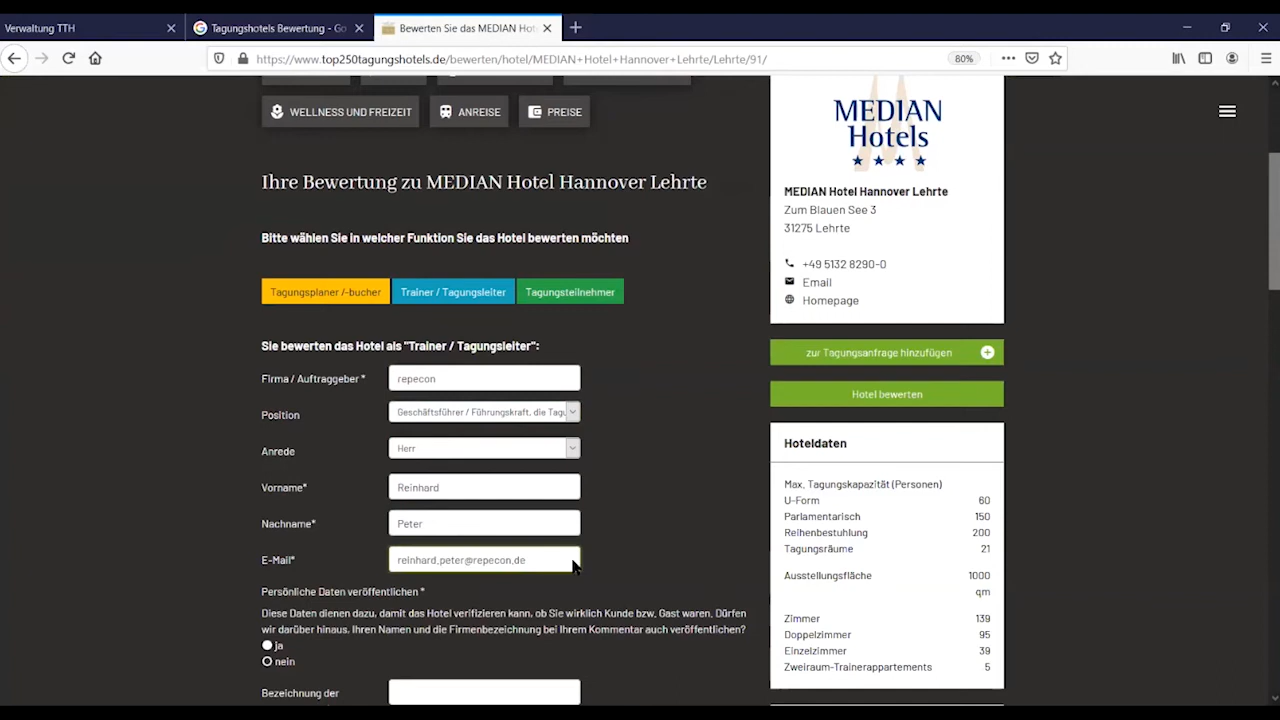 Verwaltung TTH
Tagungshotels Bewertung - Go
Bewerten Sie das MEDIAN Hot
https://www.top250tagungshotels.de/bewerten/hotel/MEDIAN+Hotel+Hannover+Lehrte/Lehrte/91/
80%
WELLNESS UND FREIZEIT
ANREISE
PREISE
Ihre Bewertung zu MEDIAN Hotel Hannover Lehrte
Bitte wählen Sie in welcher Funktion Sie das Hotel bewerten möchten
Tagungsplaner /-bucher
Trainer / Tagungsleiter
Tagungsteilnehmer
Sie bewerten das Hotel als "Trainer / Tagungsleiter":
Firma / Auftraggeber * repecon
Position Geschäftsführer / Führungskraft, die Tagu
Anrede Herr
Vorname* Reinhard
Nachname* Peter
E-Mail* reinhard.peter@repecon.de
Persönliche Daten veröffentlichen *
Diese Daten dienen dazu, damit das Hotel verifizieren kann, ob Sie wirklich Kunde bzw. Gast waren. Dürfen
wir darüber hinaus, Ihren Namen und die Firmenbezeichnung bei Ihrem Kommentar auch veröffentlichen?
ja
nein
Bezeichnung der
MEDIAN
Hotels
MEDIAN Hotel Hannover Lehrte
Zum Blauen See 3
31275 Lehrte
+49 5132 8290-0
Email
Homepage
zur Tagungsanfrage hinzufügen
Hotel bewerten
Hoteldaten
Max. Tagungskapazität (Personen)
U-Form 60
Parlamentarisch 150
Reihenbestuhlung 200
Tagungsräume 21
Ausstellungsfläche 1000
qm
Zimmer 139
Doppelzimmer 95
Einzelzimmer 39
Zweiraum-Trainerappartements 5